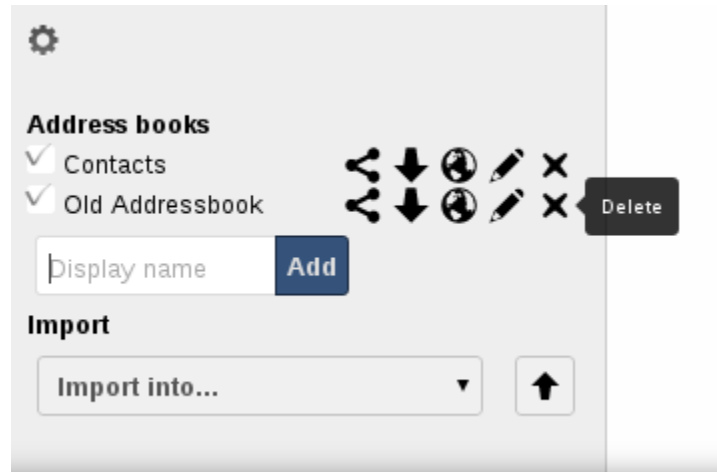 Address books
Contacts
Old Addressbook
Delete
Display name
Add
Import
Import into...